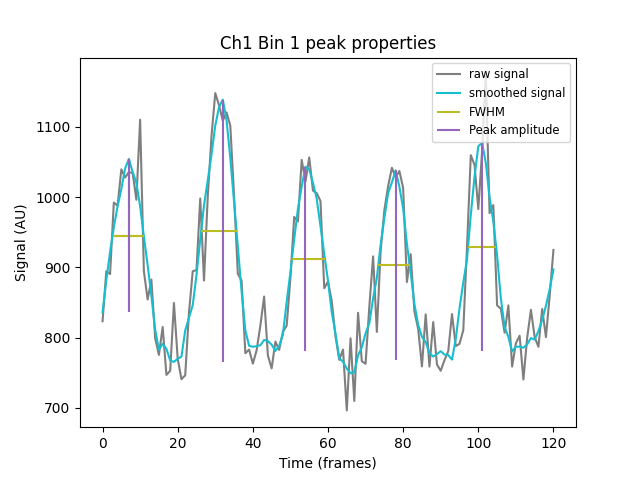 Ch1 Bin 1 peak properties
raw signal
smoothed signal
FWHM
Peak amplitude
1100
1000
900
800
700
Signal (AU)
0 20 40 60 80 100 120
Time (frames)